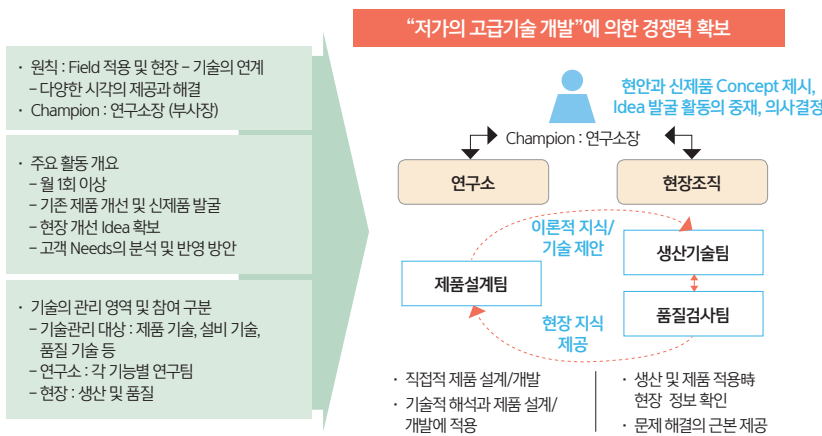 “저가의 고급기술 개발”에 의한 경쟁력 확보
· 원칙 : Field 적용 및 현장 – 기술의 연계
– 다양한 시각의 제공과 해결
· Champion : 연구소장 (부사장)
· 주요 활동 개요
– 월 1회 이상
– 기존 제품 개선 및 신제품 발굴
– 현장 개선 Idea 확보
– 고객 Needs의 분석 및 반영 방안
· 기술의 관리 영역 및 참여 구분
– 기술관리 대상 : 제품 기술, 설비 기술,
품질 기술 등
– 연구소 : 각 기능별 연구팀
– 현장 : 생산 및 품질
현안과 신제품 Concept 제시,
Idea 발굴 활동의 중재, 의사결정
Champion : 연구소장
연구소
현장조직
이론적 지식/
기술 제안
생산기술팀
제품설계팀
품질검사팀
현장 지식
제공
· 직접적 제품 설계/개발
· 기술적 해석과 제품 설계/
개발에 적용
· 생산 및 제품 적용時
현장 정보 확인
· 문제 해결의 근본 제공